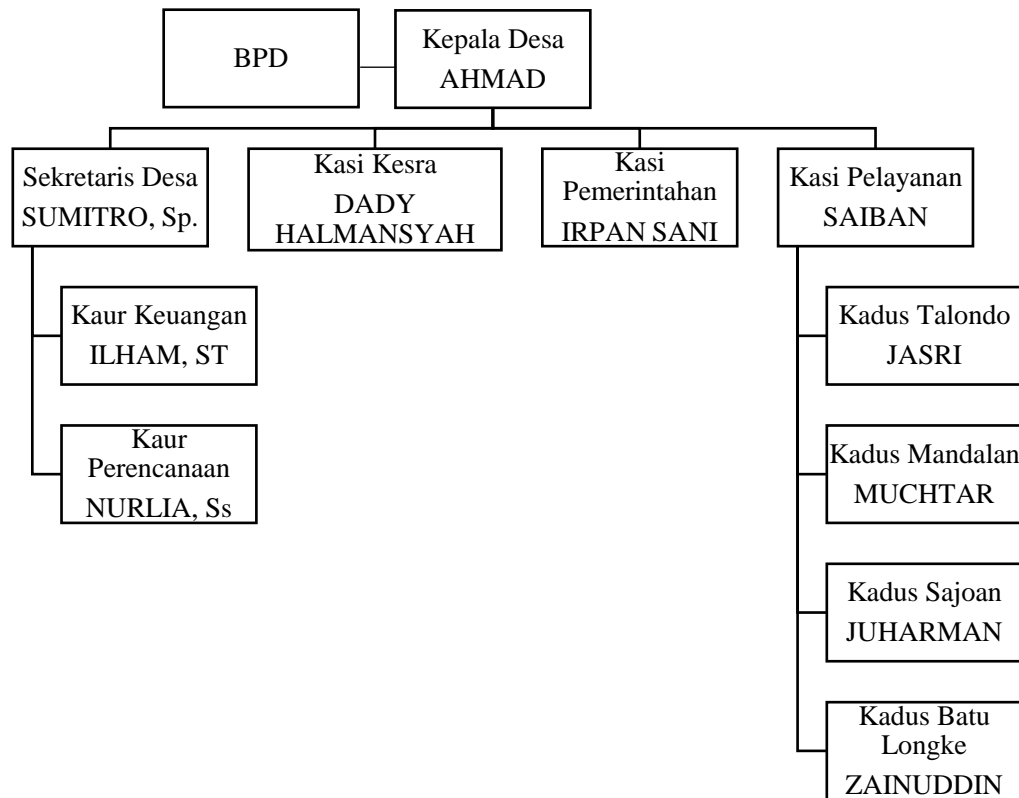 BPD
Kepala Desa
AHMAD
Sekretaris Desa
SUMITRO, Sp.
Kasi Kesra
DADY
HALMANSYAH
Kasi
Pemerintahan
IRPAN SANI
Kasi Pelayanan
SAIBAN
Kaur Keuangan
ILHAM, ST
Kaur
Perencanaan
NURLIA, Ss
Kadus Talondo
JASRI
Kadus Mandalan
MUCHTAR
Kadus Sajoan
JUHARMAN
Kadus Batu
Longke
ZAINUDDIN